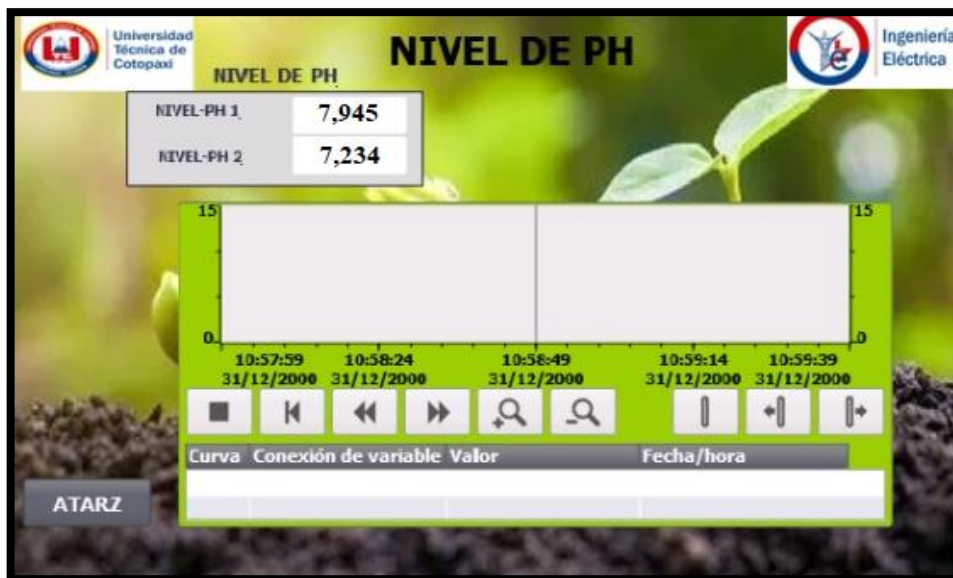 Universidad
Técnica de
Cotopaxi
NIVEL DE PH
Ingeniería
Eléctrica
NIVEL DE PH
NIVEL-PH 1
7,945
NIVEL-PH 2
7,234
15
15
0
0
10:57:59 10:58:24 10:58:49 10:59:14 10:59:39
31/12/2000 31/12/2000 31/12/2000 31/12/2000 31/12/2000
Curva Conexión de variable Valor Fecha/hora
ATARZ